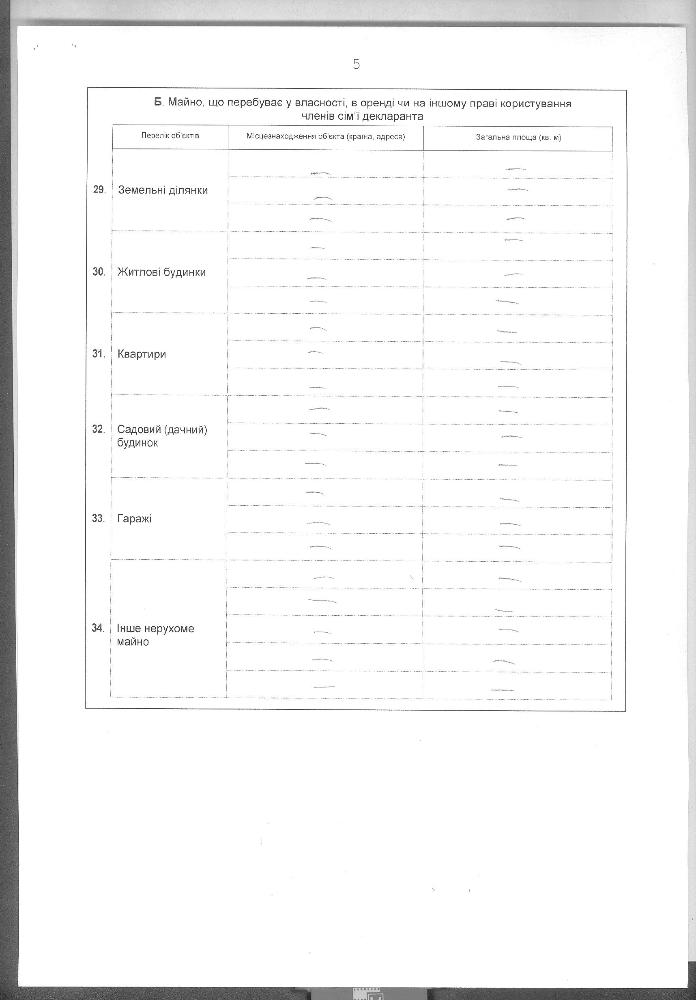 5
Б. Майно, що перебуває у власності, в оренді чи на іншому праві користування
членів сім'ї декларанта
Перелік об'єктів Місцезнаходження об'єкта (країна, адреса) Загальна площа (кв. м)
— —
29. Земельні ділянки — —
— —
— —
30. Житлові будинки — —
— —
— —
31. Квартири — —
— —
— —
32. Садовий (дачний) — —
будинок
— —
— —
33. Гаражі — —
— —
— —
— —
34. Інше нерухоме — —
майно
— —
— —